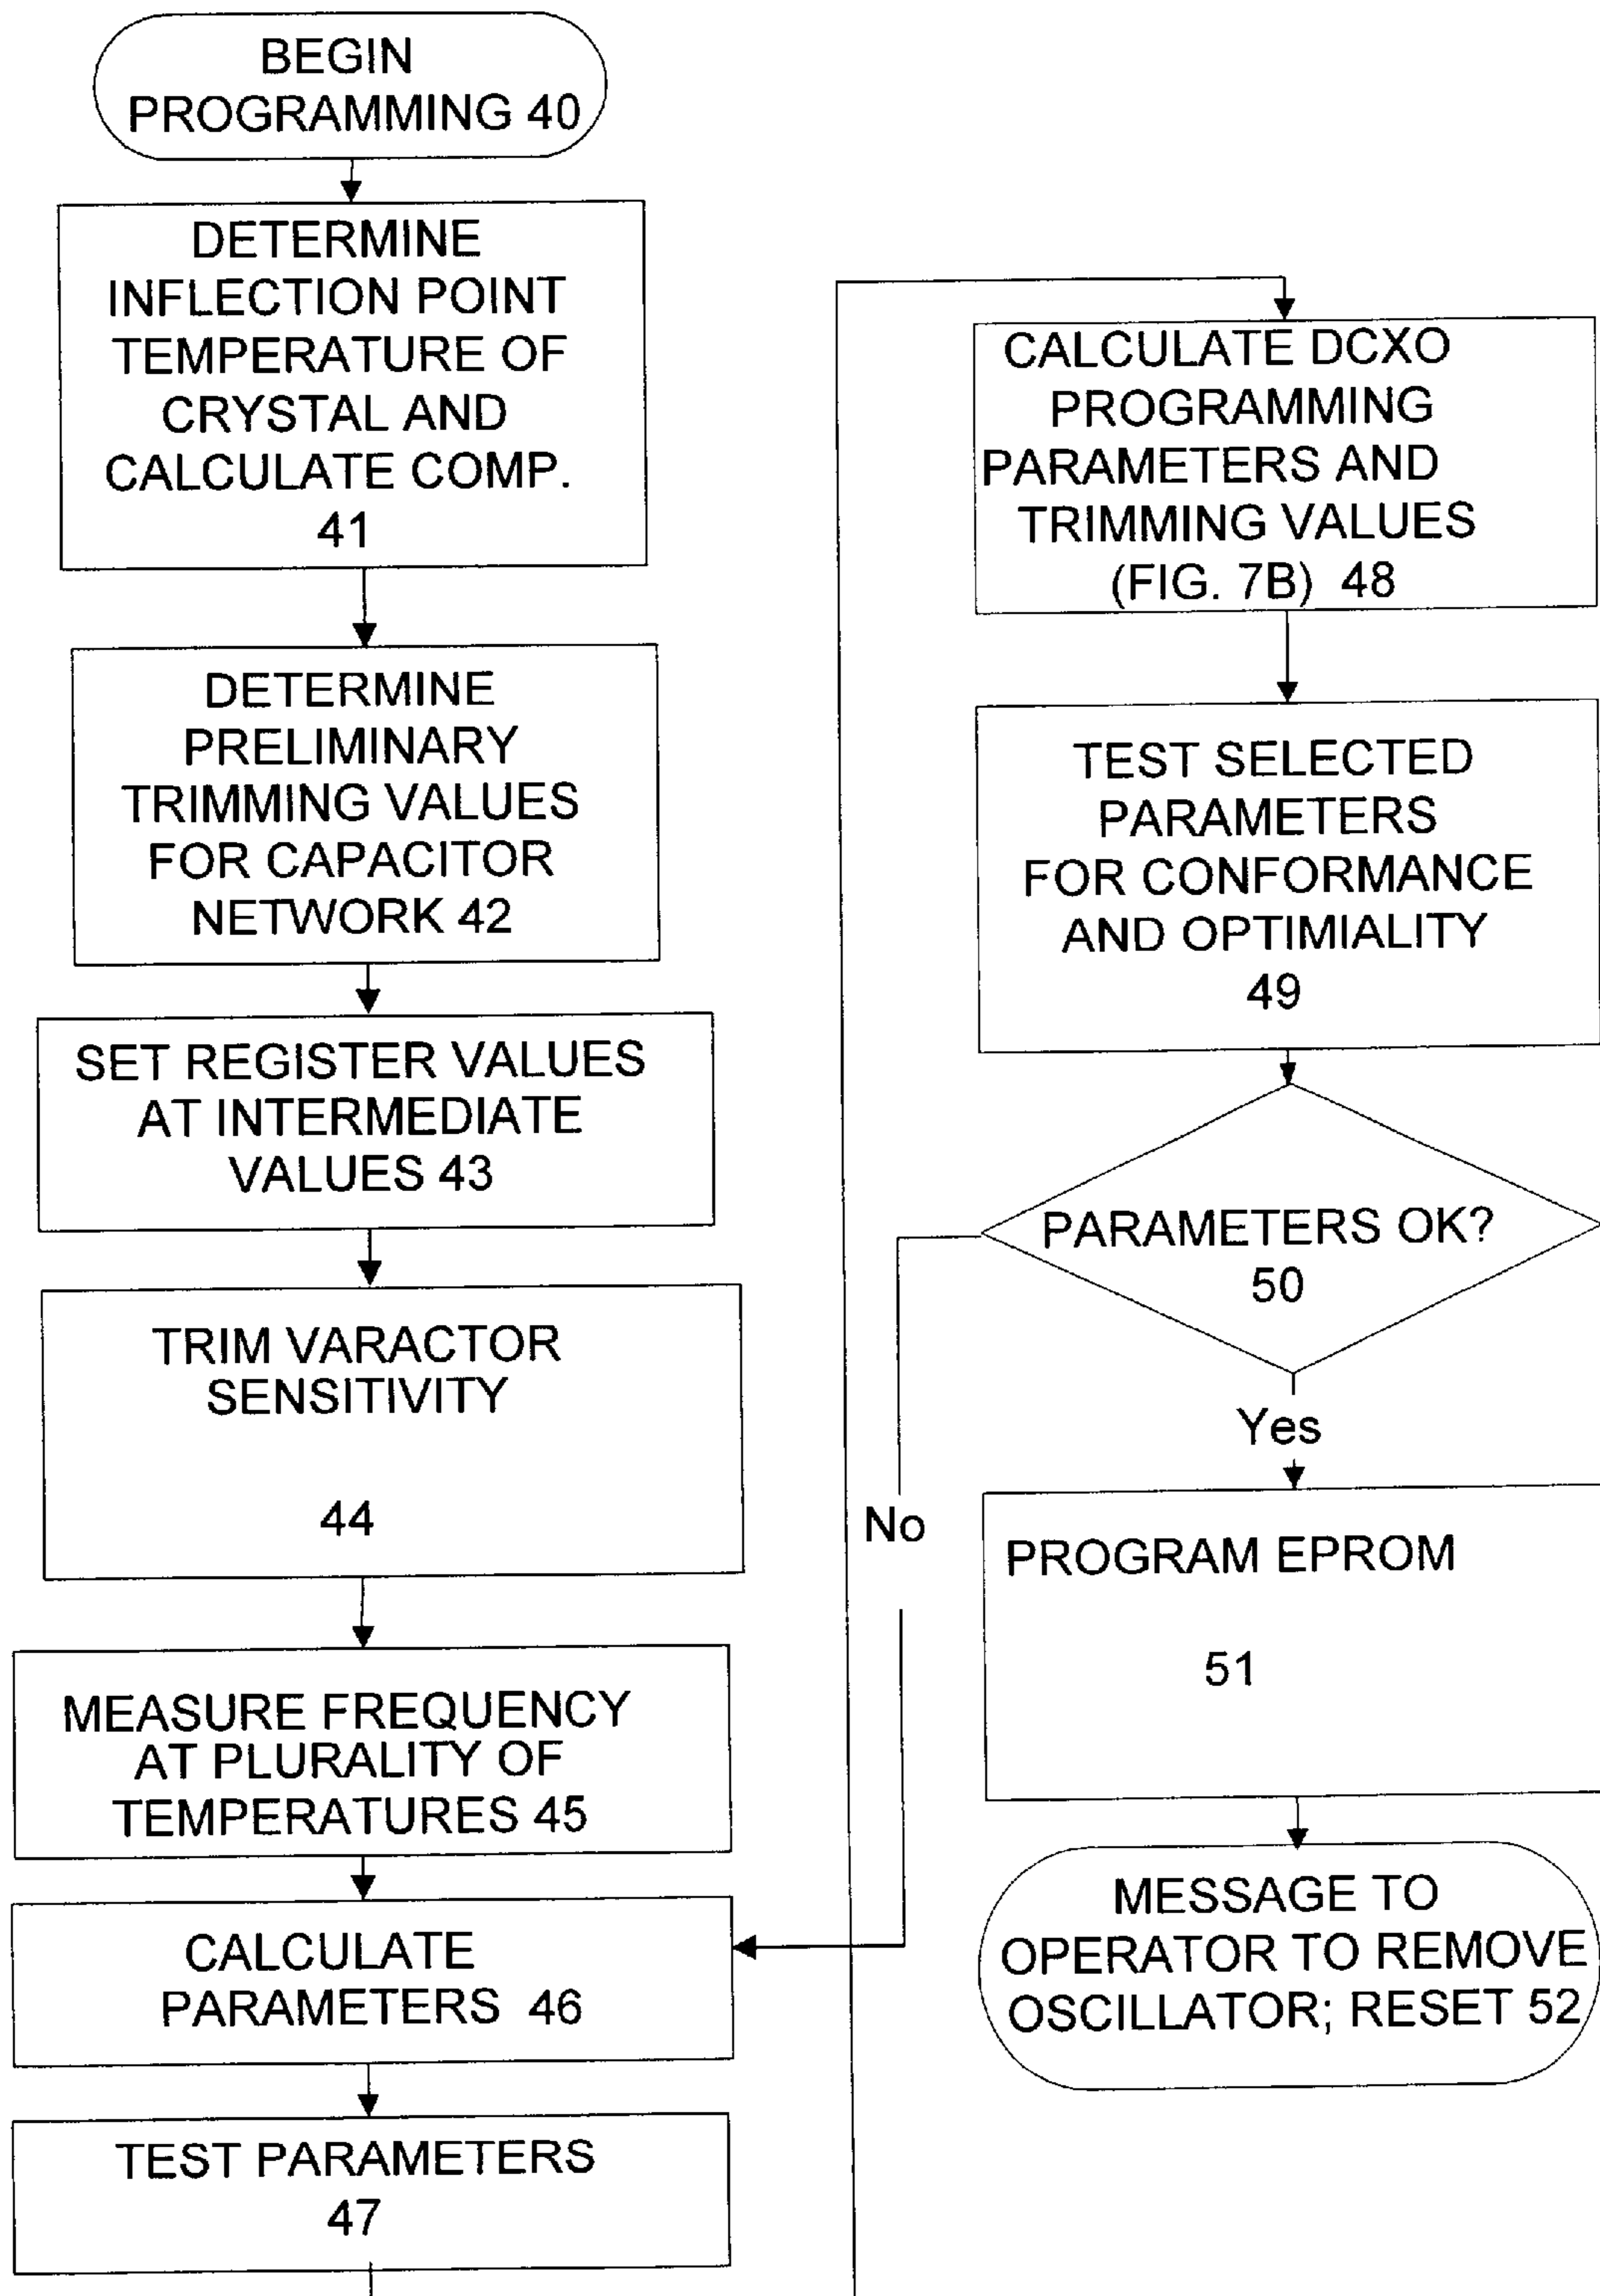 BEGIN
PROGRAMMING 40
DETERMINE
INFLECTION POINT
TEMPERATURE OF
CRYSTAL AND
CALCULATE COMP.
41
DETERMINE
PRELIMINARY
TRIMMING VALUES
FOR CAPACITOR
NETWORK 42
SET REGISTER VALUES
AT INTERMEDIATE
VALUES 43
TRIM VARACTOR
SENSITIVITY
44
MEASURE FREQUENCY
AT PLURALITY OF
TEMPERATURES 45
CALCULATE
PARAMETERS 46
TEST PARAMETERS
47
CALCULATE DCXO
PROGRAMMING
PARAMETERS AND
TRIMMING VALUES
(FIG. 7B) 48
TEST SELECTED
PARAMETERS
FOR CONFORMANCE
AND OPTIMIALITY
49
PARAMETERS OK?
50
Yes
No
PROGRAM EPROM
51
MESSAGE TO
OPERATOR TO REMOVE
OSCILLATOR; RESET 52